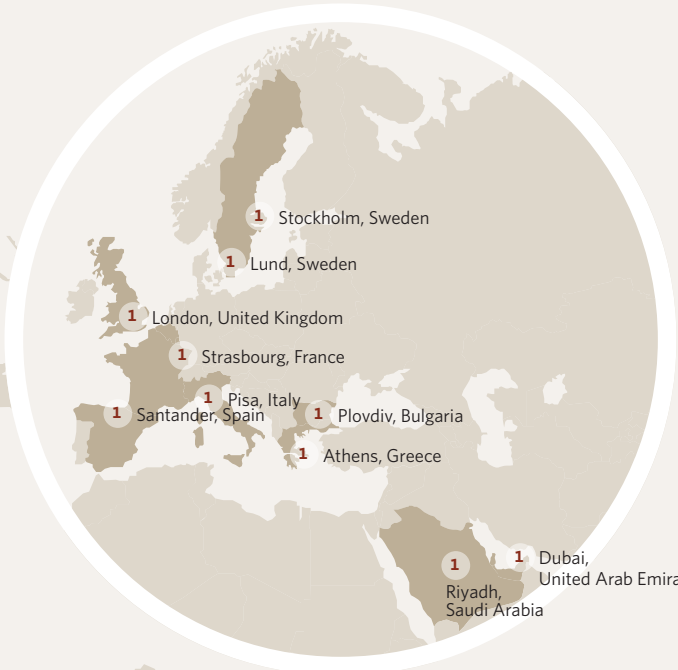 1 Stockholm, Sweden
1 Lund, Sweden
1 London, United Kingdom
1 Strasbourg, France
1 Pisa, Italy
1 Santander, Spain
1 Plovdiv, Bulgaria
1 Athens, Greece
1 Dubai,
United Arab Emira
1
Riyadh,
Saudi Arabia